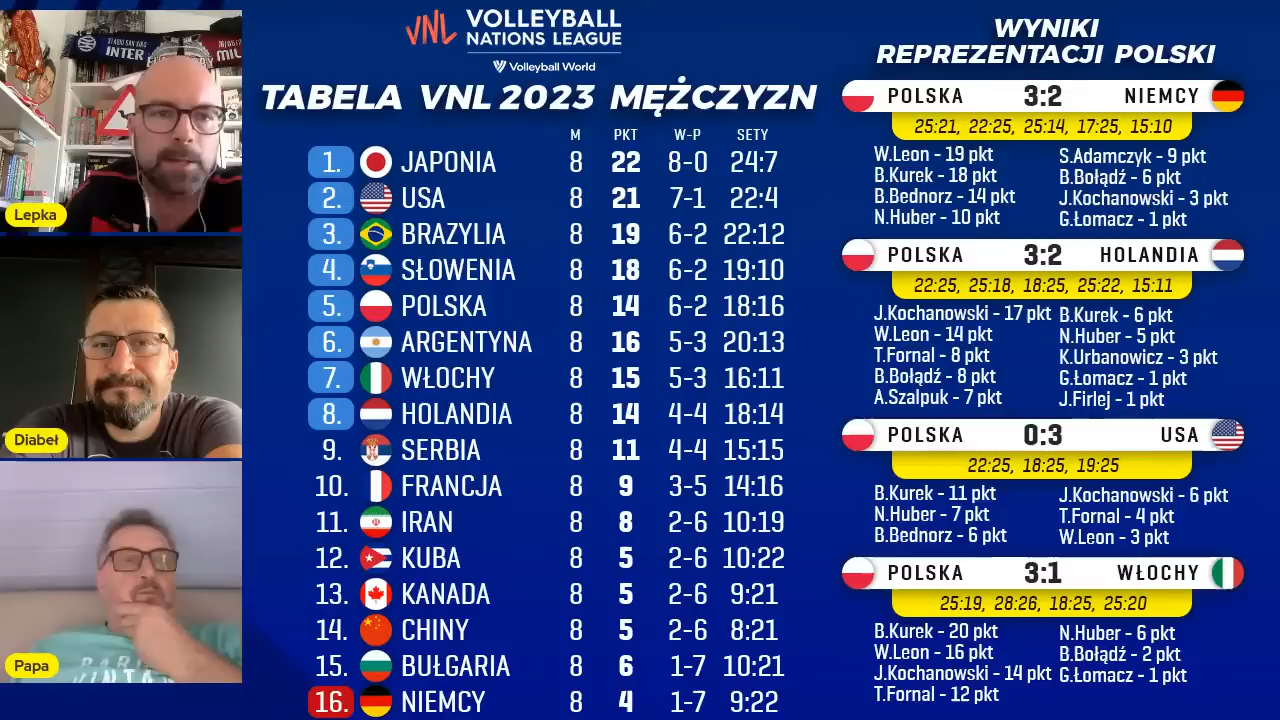 STADIO SAN SIRO
INTER
MIL
Lepka
Diabeł
Papa
VNL
VOLLEYBALL
NATIONS LEAGUE
Volleyball World
TABELA VNL 2023 MĘŻCZYZN
M PKT W-P SETY
1. JAPONIA 8 22 8-0 24:7
2. USA 8 21 7-1 22:4
3. BRAZYLIA 8 19 6-2 22:12
4. SŁOWENIA 8 18 6-2 19:10
5. POLSKA 8 14 6-2 18:16
6. ARGENTYNA 8 16 5-3 20:13
7. WŁOCHY 8 15 5-3 16:11
8. HOLANDIA 8 14 4-4 18:14
9. SERBIA 8 11 4-4 15:15
10. FRANCJA 8 9 3-5 14:16
11. IRAN 8 8 2-6 10:19
12. KUBA 8 5 2-6 10:22
13. KANADA 8 5 2-6 9:21
14. CHINY 8 5 2-6 8:21
15. BUŁGARIA 8 6 1-7 10:21
16. NIEMCY 8 4 1-7 9:22
WYNIKI
REPREZENTACJI POLSKI
POLSKA 3:2 NIEMCY
25:21, 22:25, 25:14, 17:25, 15:10
W.Leon - 19 pkt
B.Kurek - 18 pkt
B.Bednorz - 14 pkt
N.Huber - 10 pkt
S.Adamczyk - 9 pkt
B.Bołądź - 6 pkt
J.Kochanowski - 3 pkt
G.Łomacz - 1 pkt
POLSKA 3:2 HOLANDIA
22:25, 25:18, 18:25, 25:22, 15:11
J.Kochanowski - 17 pkt
W.Leon - 14 pkt
T.Fornal - 8 pkt
B.Bołądź - 8 pkt
A.Szalpuk - 7 pkt
B.Kurek - 6 pkt
N.Huber - 5 pkt
K.Urbanowicz - 3 pkt
G.Łomacz - 1 pkt
J.Firlej - 1 pkt
POLSKA 0:3 USA
22:25, 18:25, 19:25
B.Kurek - 11 pkt
N.Huber - 7 pkt
B.Bednorz - 6 pkt
J.Kochanowski - 6 pkt
T.Fornal - 4 pkt
W.Leon - 3 pkt
POLSKA 3:1 WŁOCHY
25:19, 28:26, 18:25, 25:20
B.Kurek - 20 pkt
W.Leon - 16 pkt
J.Kochanowski - 14 pkt
T.Fornal - 12 pkt
N.Huber - 6 pkt
B.Bołądź - 2 pkt
G.Łomacz - 1 pkt